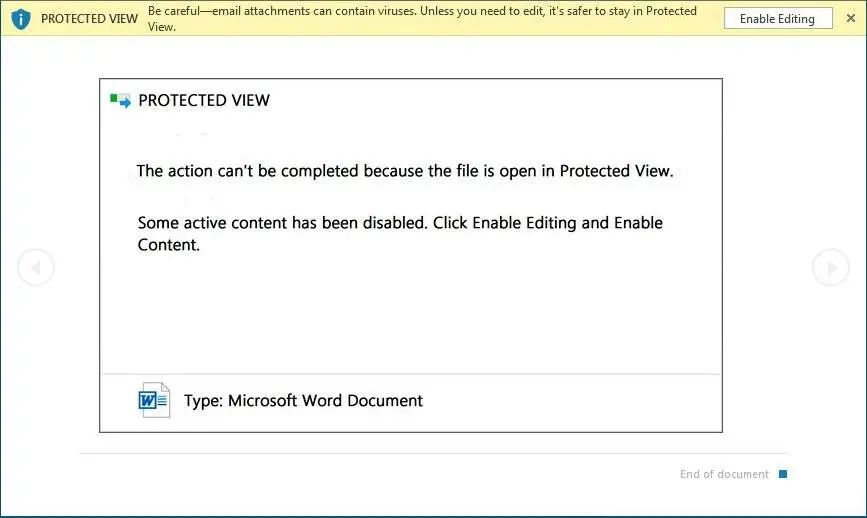 PROTECTED VIEW Be careful—email attachments can contain viruses. Unless you need to edit, it's safer to stay in Protected
View.
Enable Editing
PROTECTED VIEW
The action can't be completed because the file is open in Protected View.
Some active content has been disabled. Click Enable Editing and Enable
Content.
W
Type: Microsoft Word Document
End of document